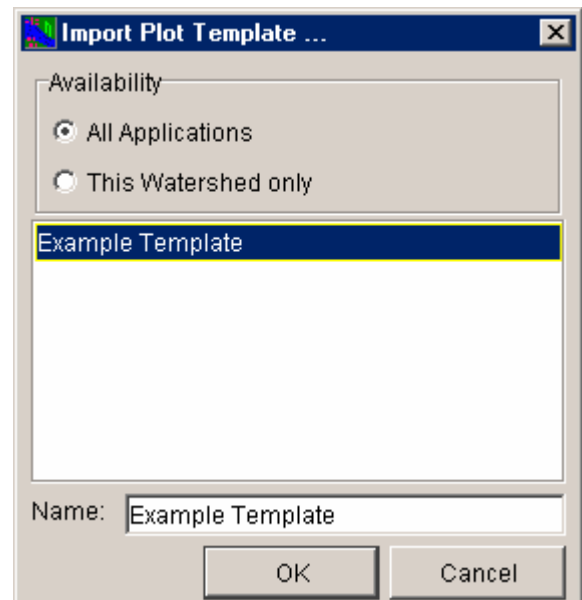 Import Plot Template ...
Availability
All Applications
This Watershed only
Example Template
Name: Example Template
OK Cancel